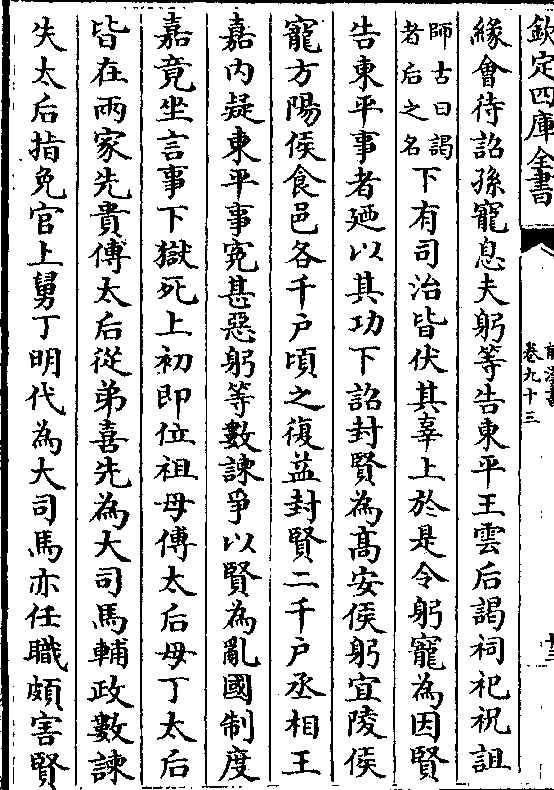 欽定四庫全書
卷九十三
緣會待詔孫寵息夫躬等告東平王雲后謁祠祀祝詛
師古曰謁
者后之名
下有司治皆伏其辜上於是令躬寵為因賢
告東平事者廼以其功下詔封賢為髙安侯躬宜陵侯
寵方陽侯食邑各千戶頃之復益封賢二千戶丞相王
嘉内疑東平事寃甚惡躬等數諫爭以賢為亂國制度
嘉竟坐言事下獄死上初即位祖母傅太后母丁太后
皆在兩家先貴傅太后從弟喜先為大司馬輔政數諫
失太后指免官上舅丁明代為大司馬亦任職頗害賢